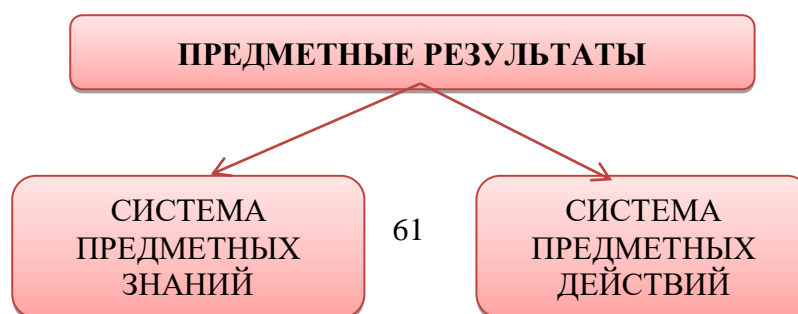 ПРЕДМЕТНЫЕ РЕЗУЛЬТАТЫ
СИСТЕМА
ПРЕДМЕТНЫХ
ЗНАНИЙ
61
СИСТЕМА
ПРЕДМЕТНЫХ
ДЕЙСТВИЙ